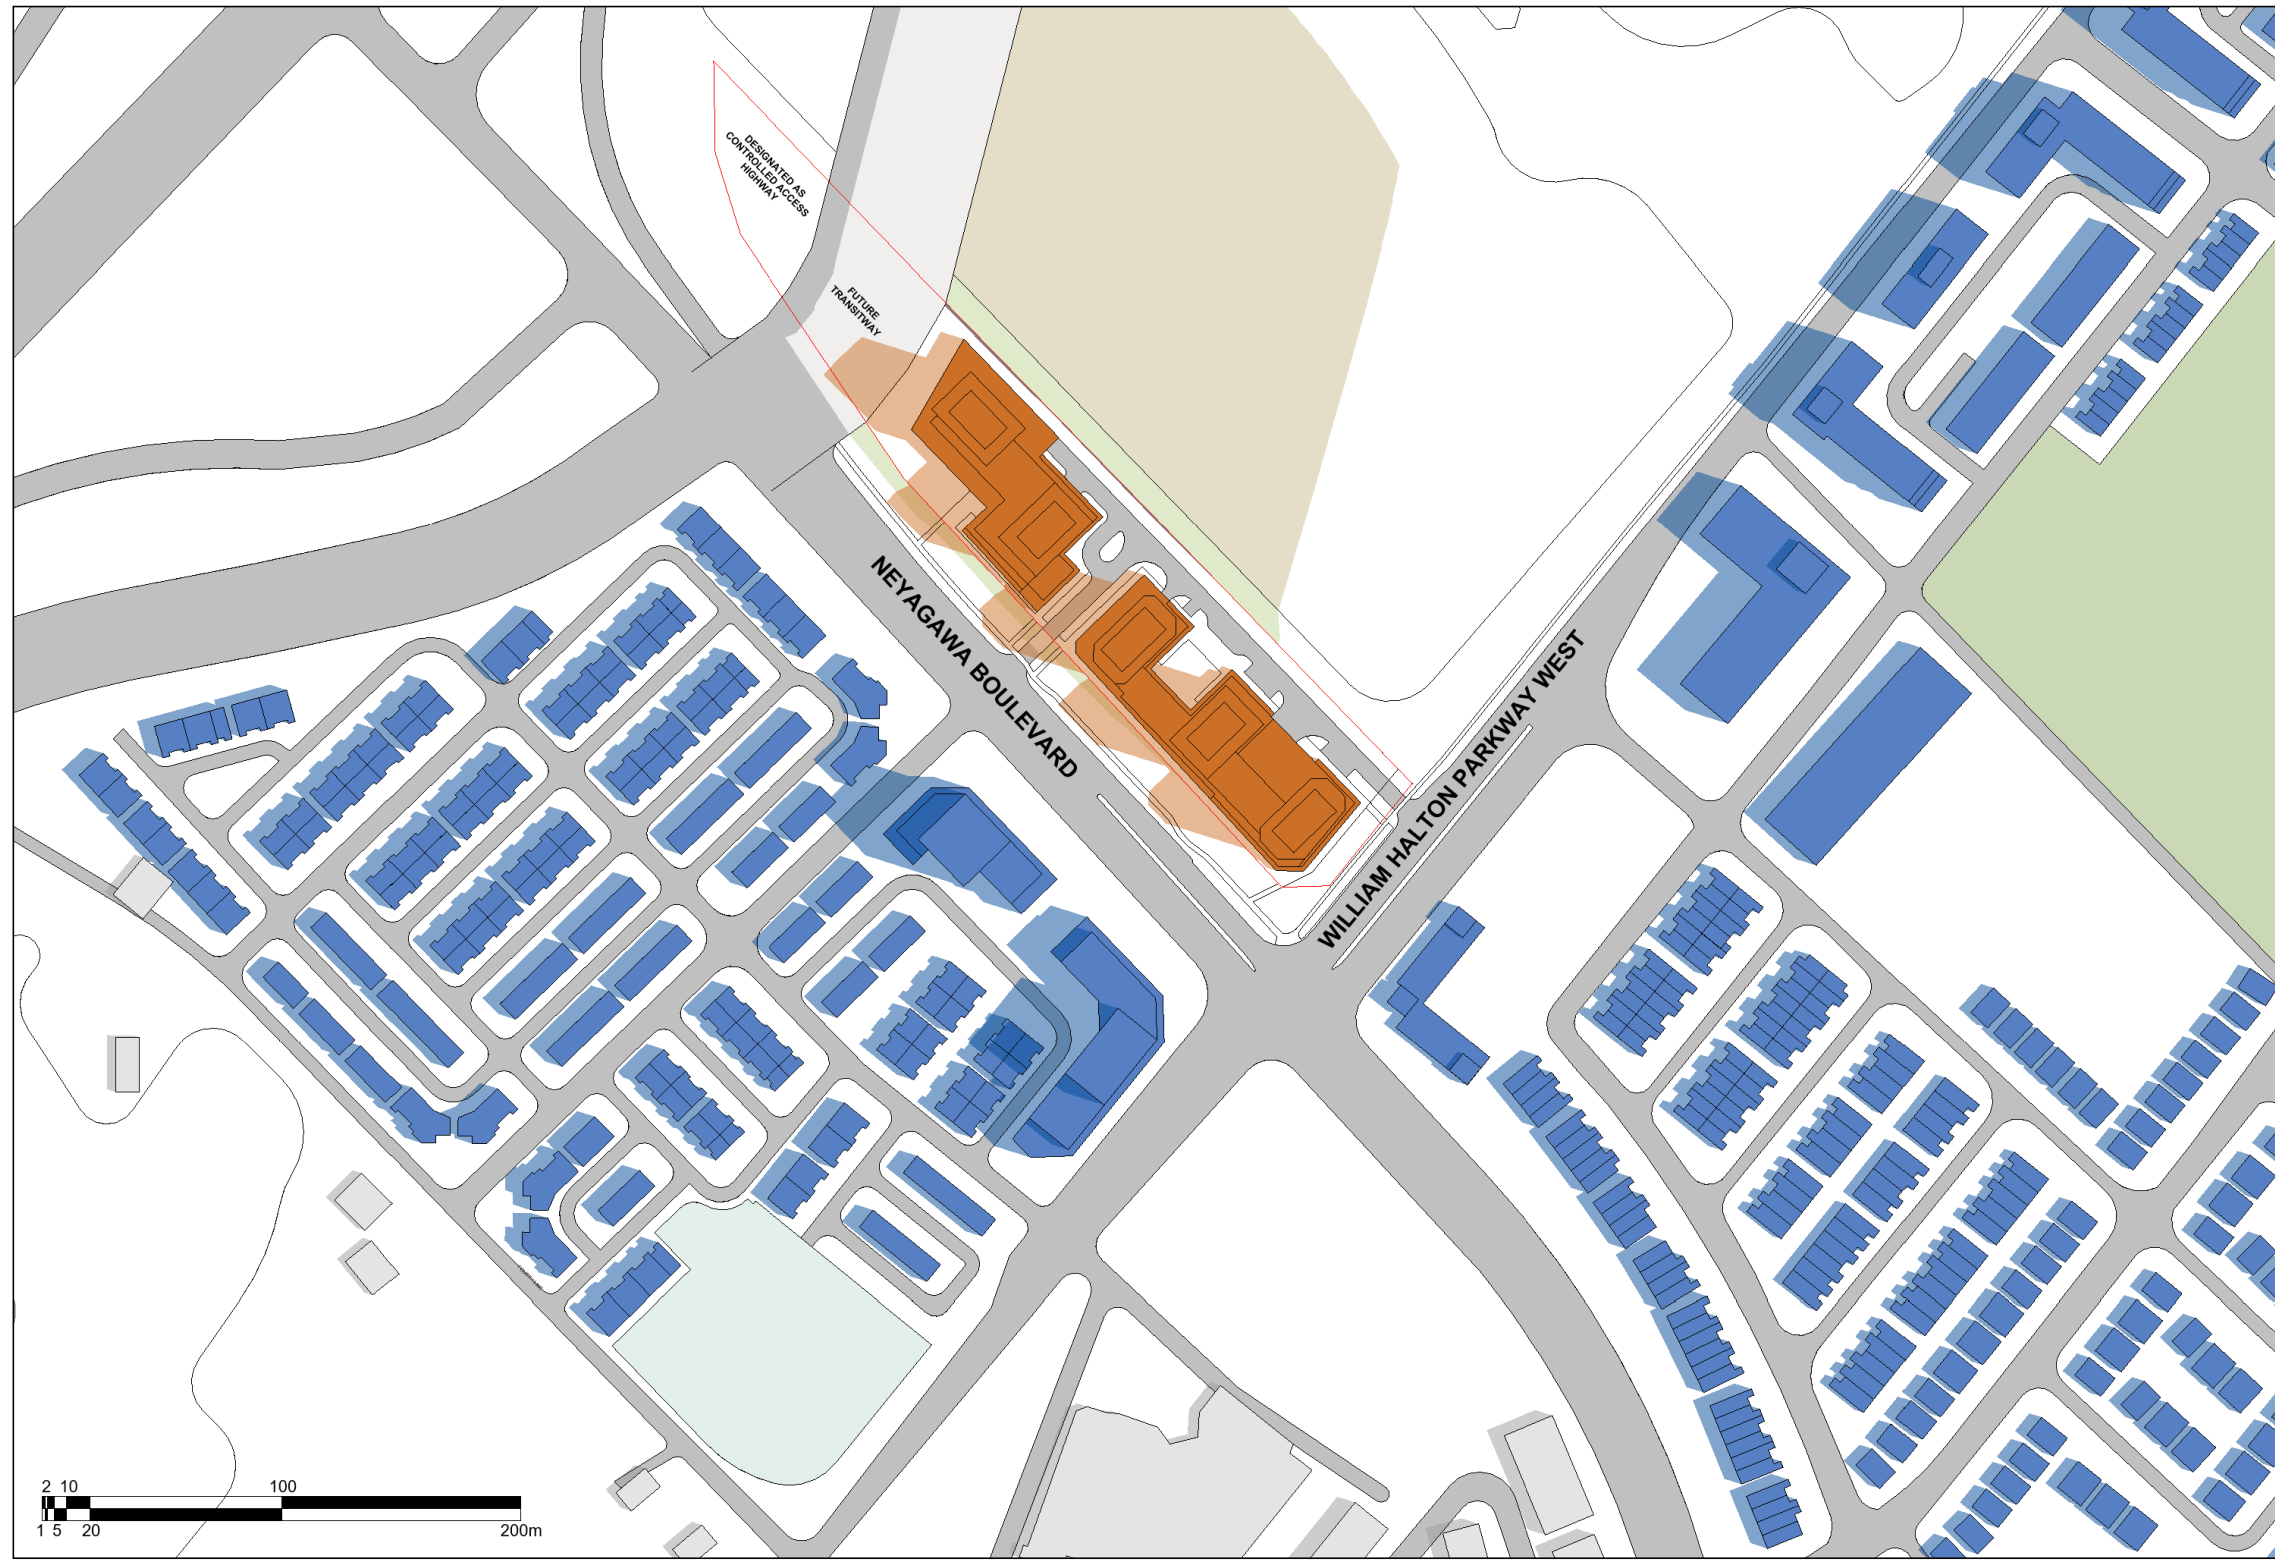 DESIGNATED AS
CONTROLLED ACCESS
HIGHWAY
FUTURE
TRANSITWAY
NEYAGAWA BOULEVARD
WILLIAM HALTON PARKWAY WEST
2 10 100
1 5 20 200m